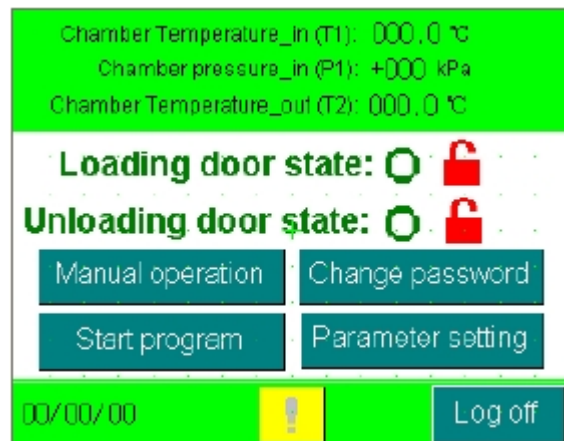 Chamber Temperature_in (T1): 000.0 ℃
Chamber pressure_in (P1): +000 kPa
Chamber Temperature_out (T2): 000.0 ℃
Loading door state:
Unloading door state:
Manual operation Change password
Start program Parameter setting
00/00/00 ! Log off